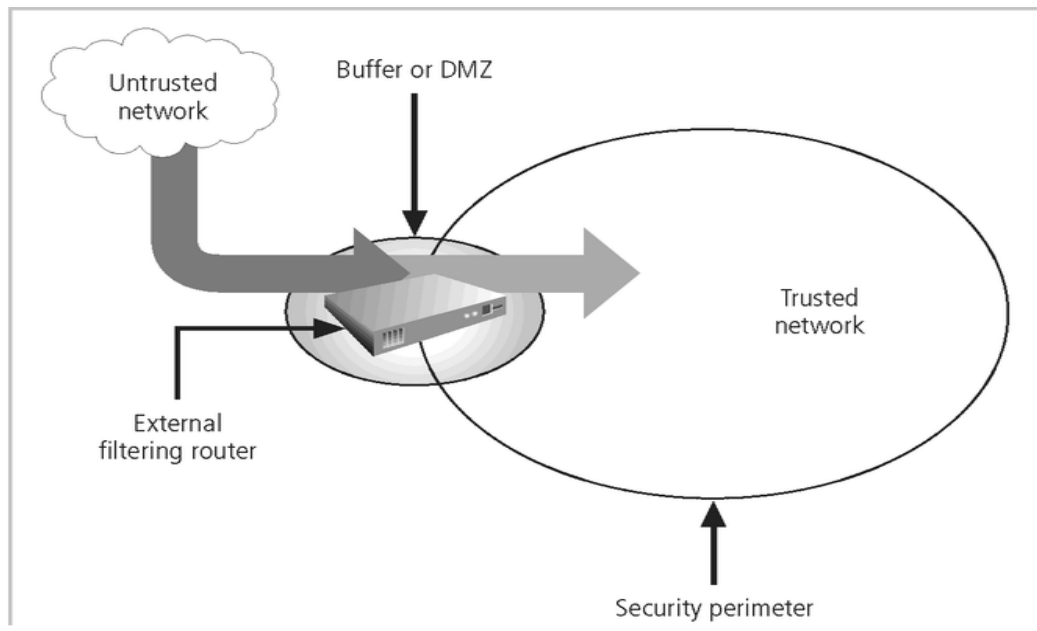 Untrusted
network
Buffer or DMZ
Trusted
network
External
filtering router
Security perimeter